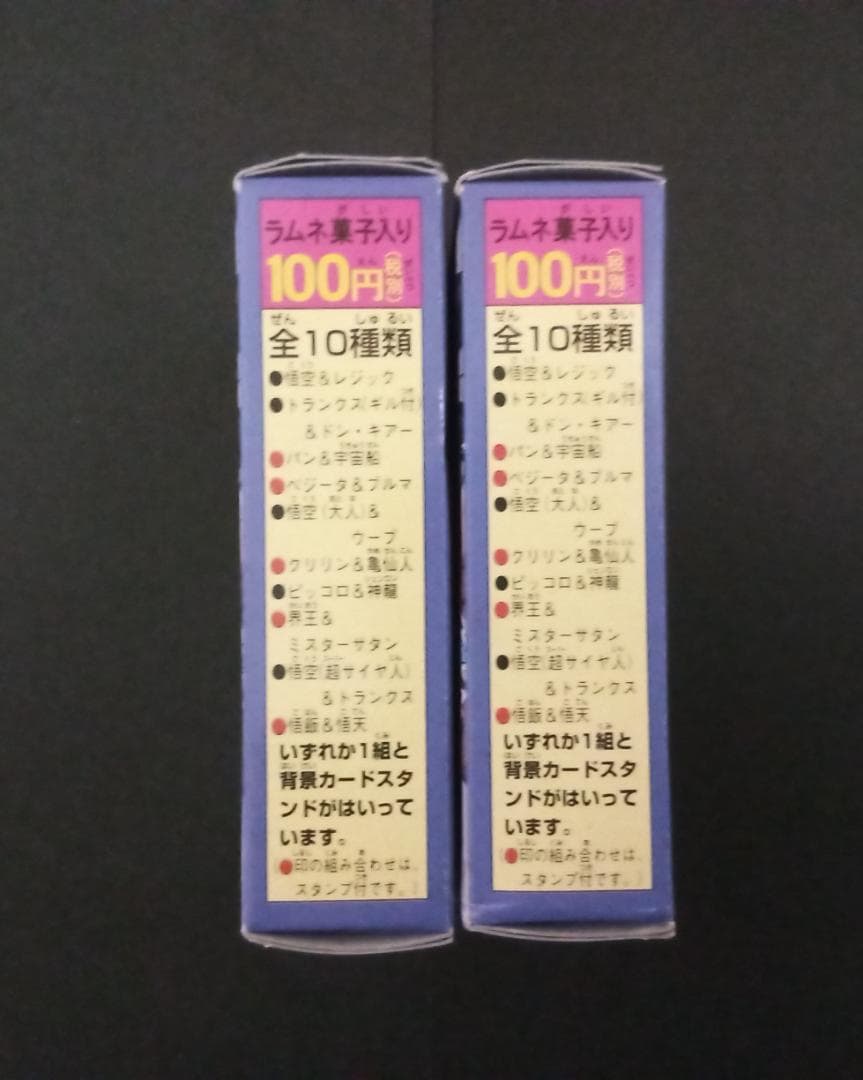 ラムネ菓子入り
100円(税別)
全10種類
●悟空&レジック
●トランクス(ギル付)
&ドン・キアー
●パン&宇宙船
●ベジータ&ブルマ
●悟空(大人)&
ウーブ
●クリリン&亀仙人
●ピッコロ&神龍
●界王&
ミスターサタン
●悟空(超サイヤ人)
&トランクス
●悟飯&悟天
いずれか1組と
背景カードスタ
ンドがはいって
います。
(●印の組み合わせは、
スタンプ付です。)
ラムネ菓子入り
100円(税別)
全10種類
●悟空&レジック
●トランクス(ギル付)
&ドン・キアー
●パン&宇宙船
●ベジータ&ブルマ
●悟空(大人)&
ウーブ
●クリリン&亀仙人
●ピッコロ&神龍
●界王&
ミスターサタン
●悟空(超サイヤ人)
&トランクス
●悟飯&悟天
いずれか1組と
背景カードスタ
ンドがはいって
います。
(●印の組み合わせは、
スタンプ付です。)